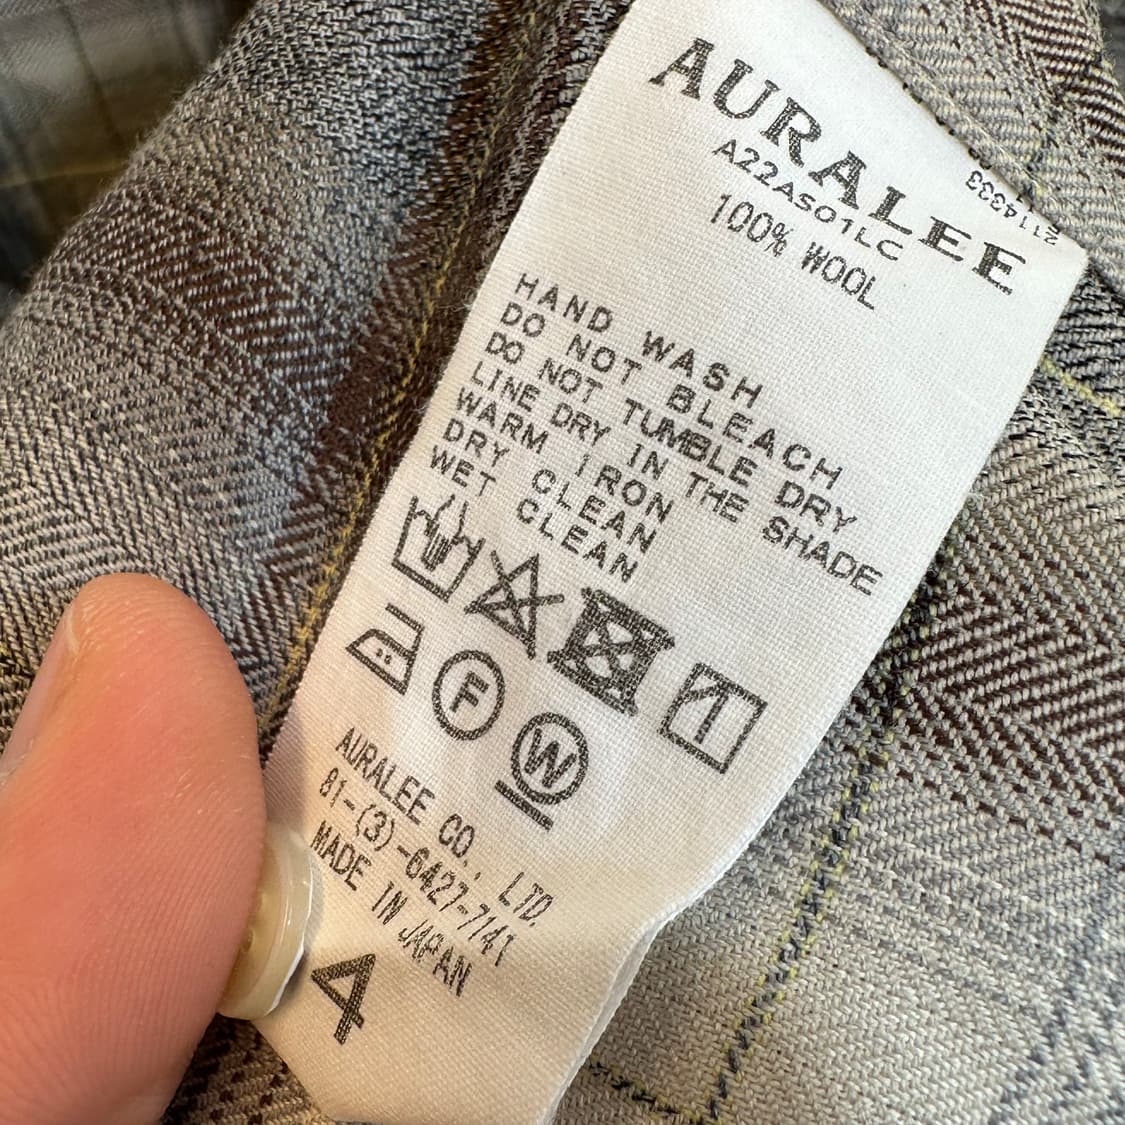 AURALEE
A22AS01LC
100% WOOL
2114333
HAND WASH
DO NOT BLEACH
DO NOT TUMBLE DRY
LINE DRY IN THE SHADE
WARM IRON
DRY CLEAN
WET CLEAN
F
W
AURALEE CO., LTD.
81-(3)-6427-7141
MADE IN JAPAN
4